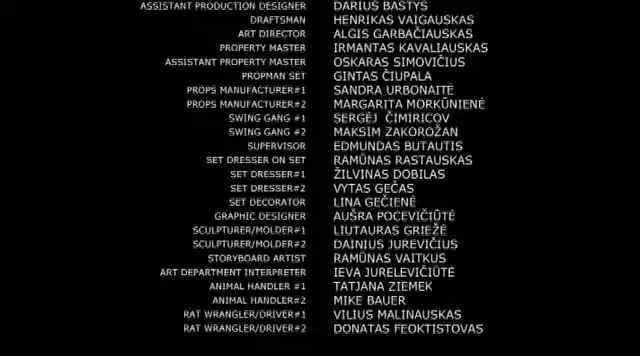 ASSISTANT PRODUCTION DESIGNER DARIUS BASTYS
DRAFTSMAN HENRIKAS VAIGAUSKAS
ART DIRECTOR ALGIS GARBAČIAUSKAS
PROPERTY MASTER IRMANTAS KAVALIAUSKAS
ASSISTANT PROPERTY MASTER OSKARAS SIMOVIČIUS
PROPMAN SET GINTAS ČIUPALA
PROPS MANUFACTURER#1 SANDRA URBONAITĖ
PROPS MANUFACTURER#2 MARGARITA MORKŪNIENĖ
SWING GANG #1 SERGĖJ ČIMIRICOV
SWING GANG #2 MAKSIM ZAKOROŽAN
SUPERVISOR EDMUNDAS BUTAUTIS
SET DRESSER ON SET RAMŪNAS RASTAUSKAS
SET DRESSER#1 ŽILVINAS DOBILAS
SET DRESSER#2 VYTAS GEČAS
SET DECORATOR LINA GEČIENĖ
GRAPHIC DESIGNER AUŠRA POCEVIČIŪTĖ
SCULPTURER/MOLDER#1 LIUTAURAS GRIEŽĖ
SCULPTURER/MOLDER#2 DAINIUS JUREVIČIUS
STORYBOARD ARTIST RAMŪNAS VAITKUS
ART DEPARTMENT INTERPRETER IEVA JURELEVIČIŪTĖ
ANIMAL HANDLER #1 TATJANA ZIEMEK
ANIMAL HANDLER#2 MIKE BAUER
RAT WRANGLER/DRIVER#1 VILIUS MALINAUSKAS
RAT WRANGLER/DRIVER#2 DONATAS FEOKTISTOVAS